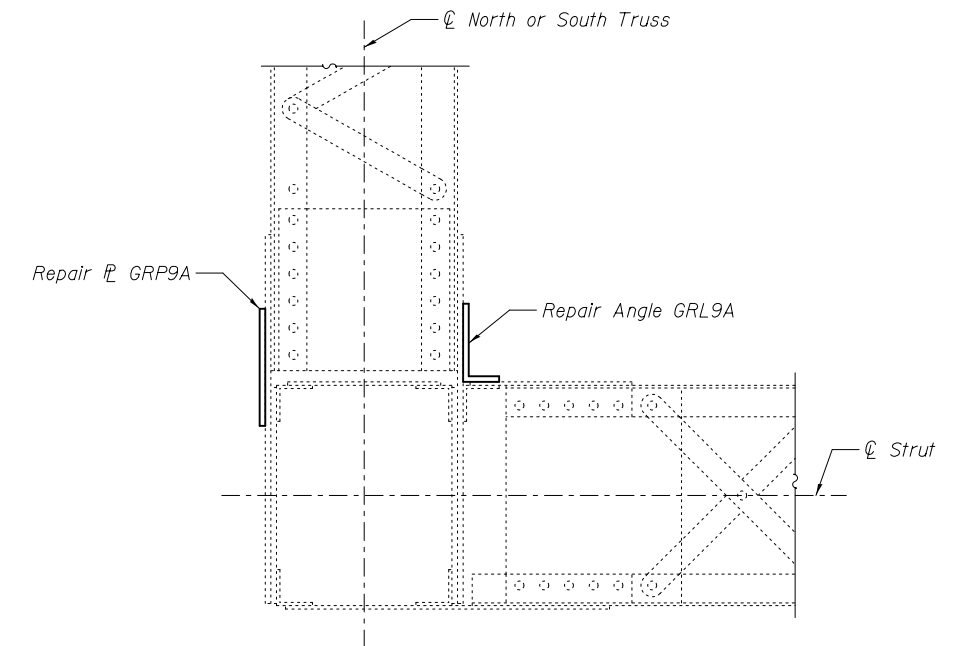 ℄ North or South Truss
Repair ⅊ GRP9A
Repair Angle GRL9A
℄ Strut